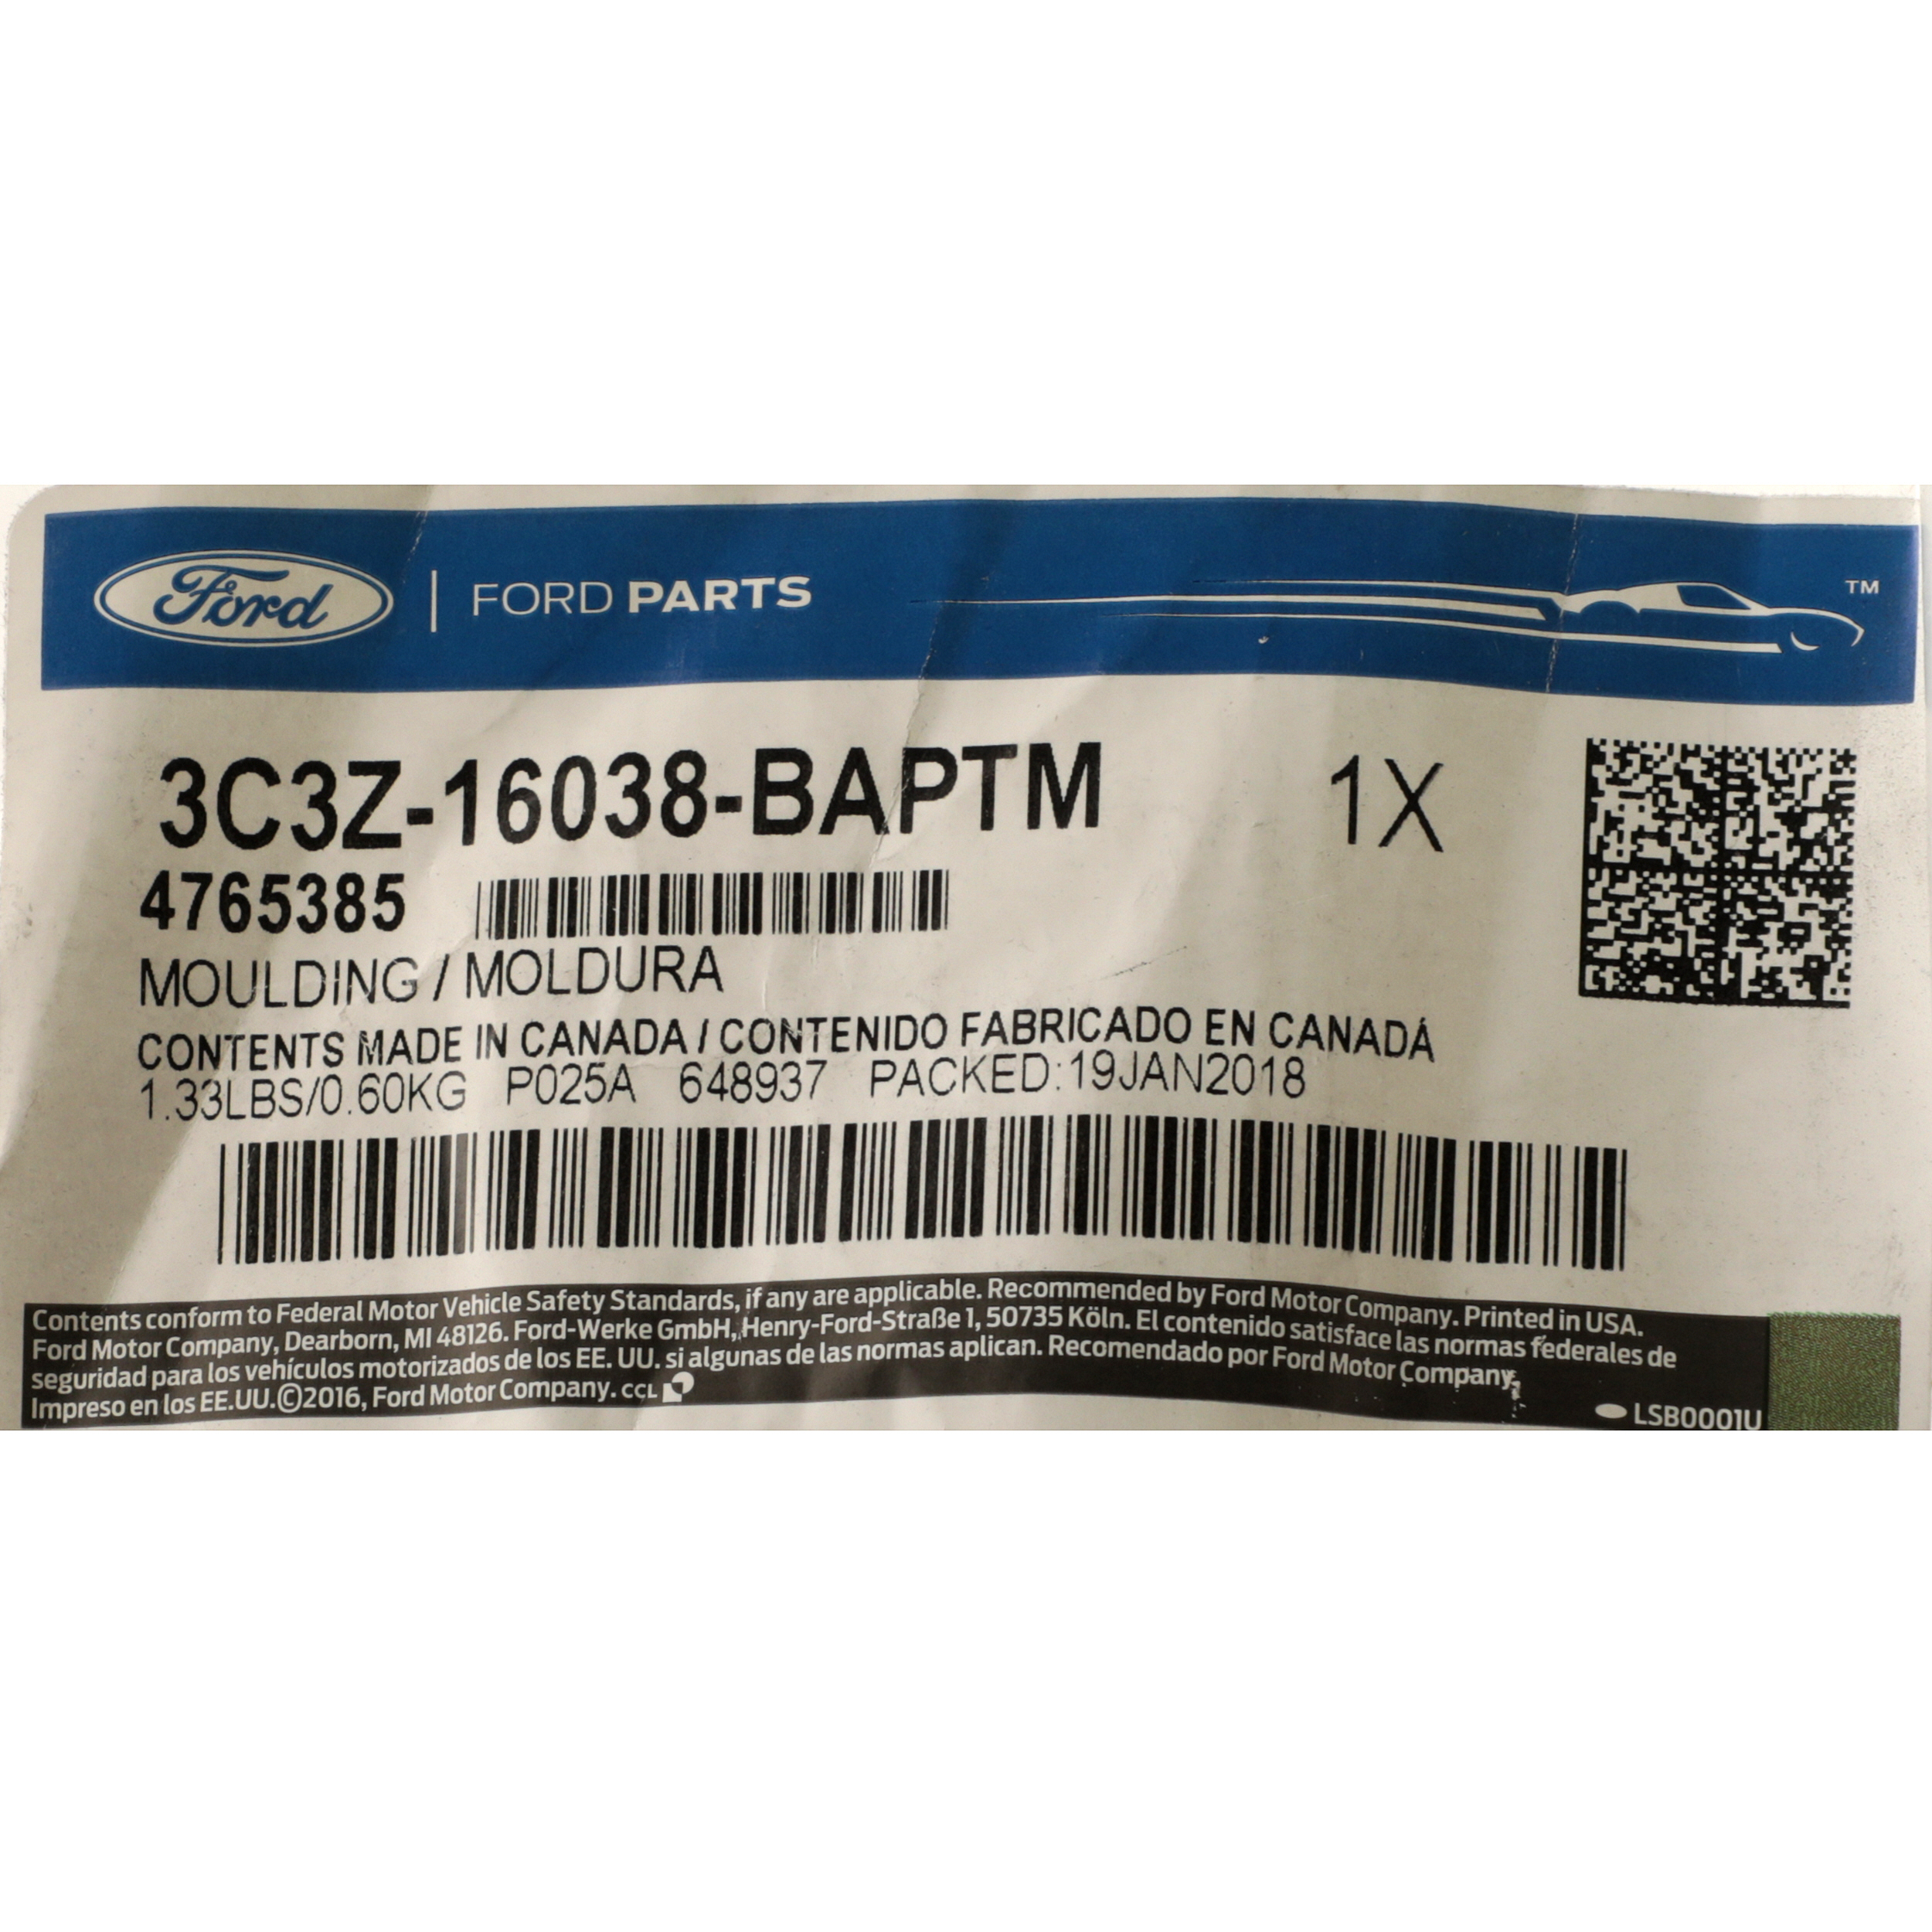 Ford | FORD PARTS
TM
3C3Z-16038-BAPTM 1X
4765385
MOULDING / MOLDURA
CONTENTS MADE IN CANADA / CONTENIDO FABRICADO EN CANADÁ
1.33LBS/0.60KG P025A 648937 PACKED:19JAN2018
Contents conform to Federal Motor Vehicle Safety Standards, if any are applicable. Recommended by Ford Motor Company. Printed in USA.
Ford Motor Company, Dearborn, MI 48126. Ford-Werke GmbH, Henry-Ford-Straße 1, 50735 Köln. El contenido satisface las normas féderales de
seguridad para los vehículos motorizados de los EE. UU. si algunas de las normas aplican. Recomendado por Ford Motor Company.
Impreso en los EE.UU.©2016, Ford Motor Company. CCL
LSB0001U